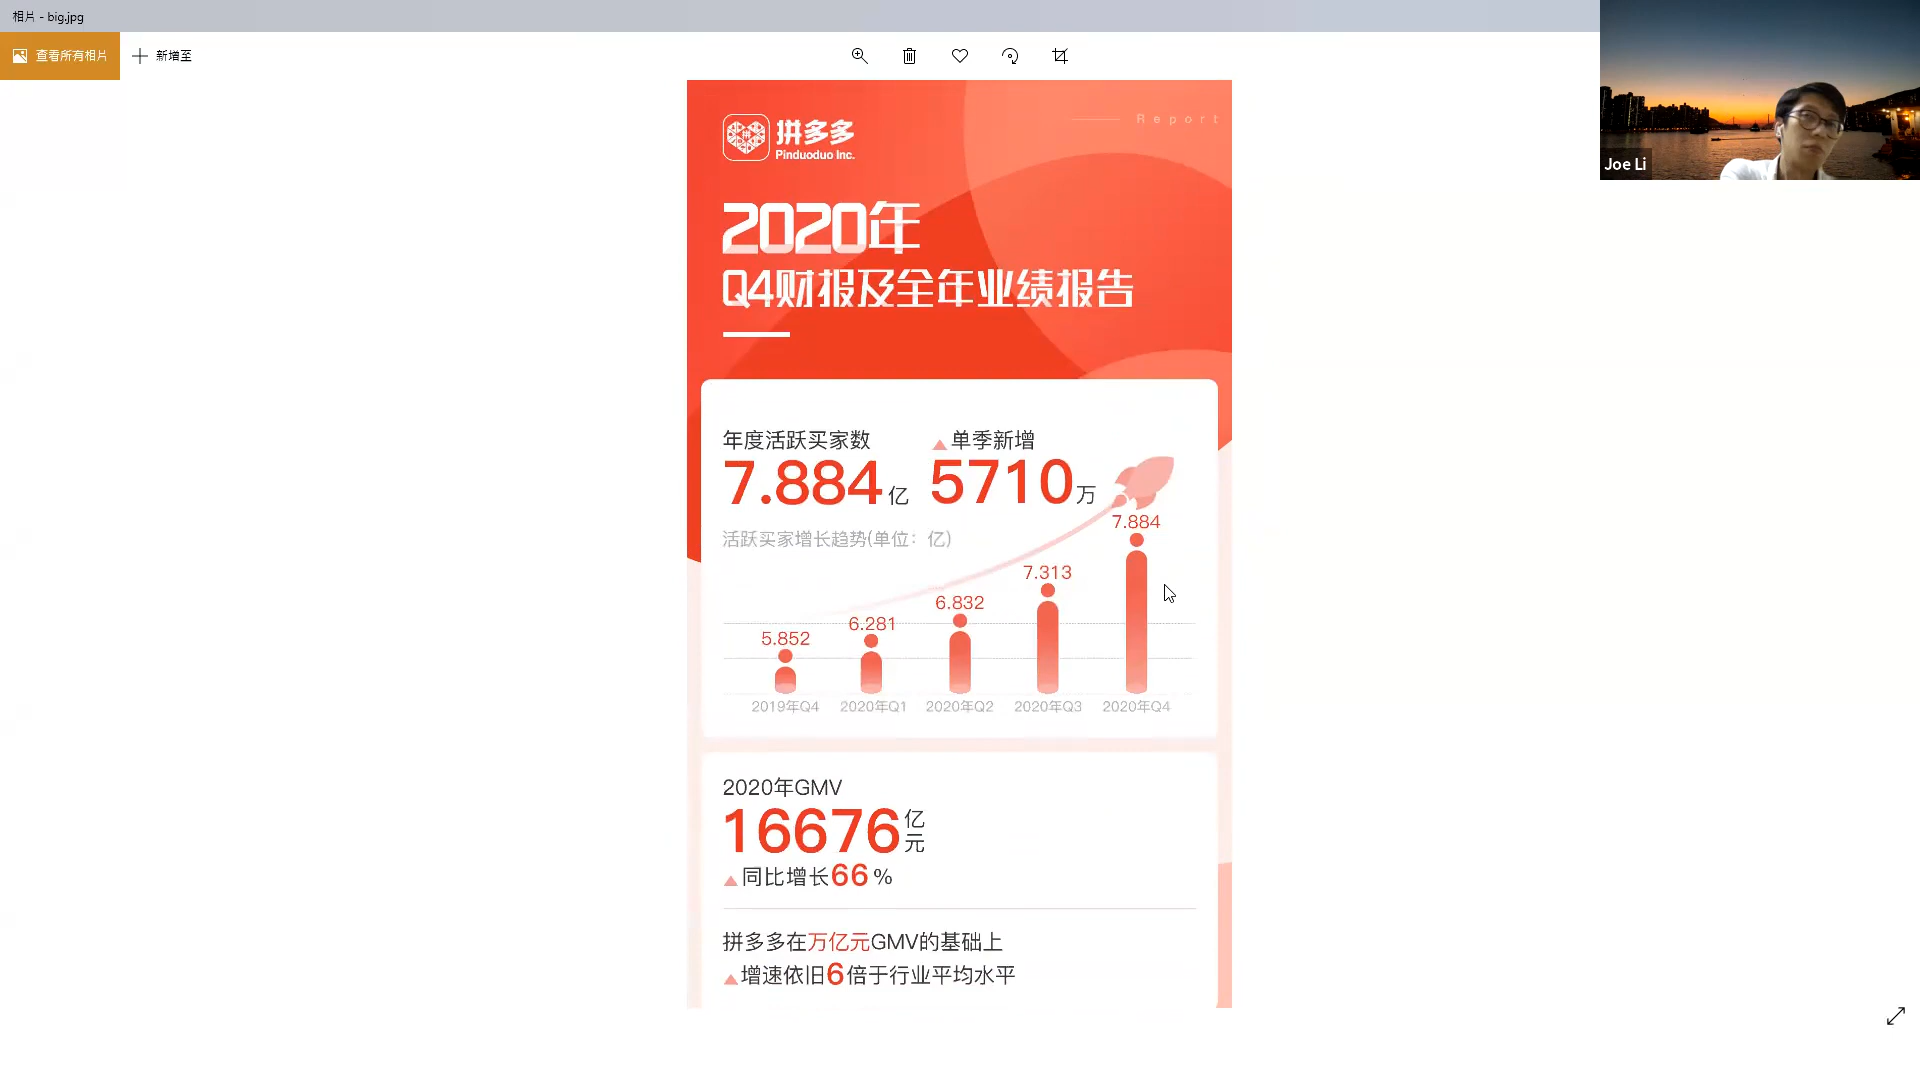 相片 - big.jpg
查看所有相片
新增至
Joe Li
拼多多
Pinduoduo Inc.
Report
2020年
Q4财报及全年业绩报告
年度活跃买家数
7.884亿
单季新增
5710万
活跃买家增长趋势(单位：亿)
5.852
6.281
6.832
7.313
7.884
2019年Q4
2020年Q1
2020年Q2
2020年Q3
2020年Q4
2020年GMV
16676亿元
同比增长66%
拼多多在万亿元GMV的基础上
增速依旧6倍于行业平均水平